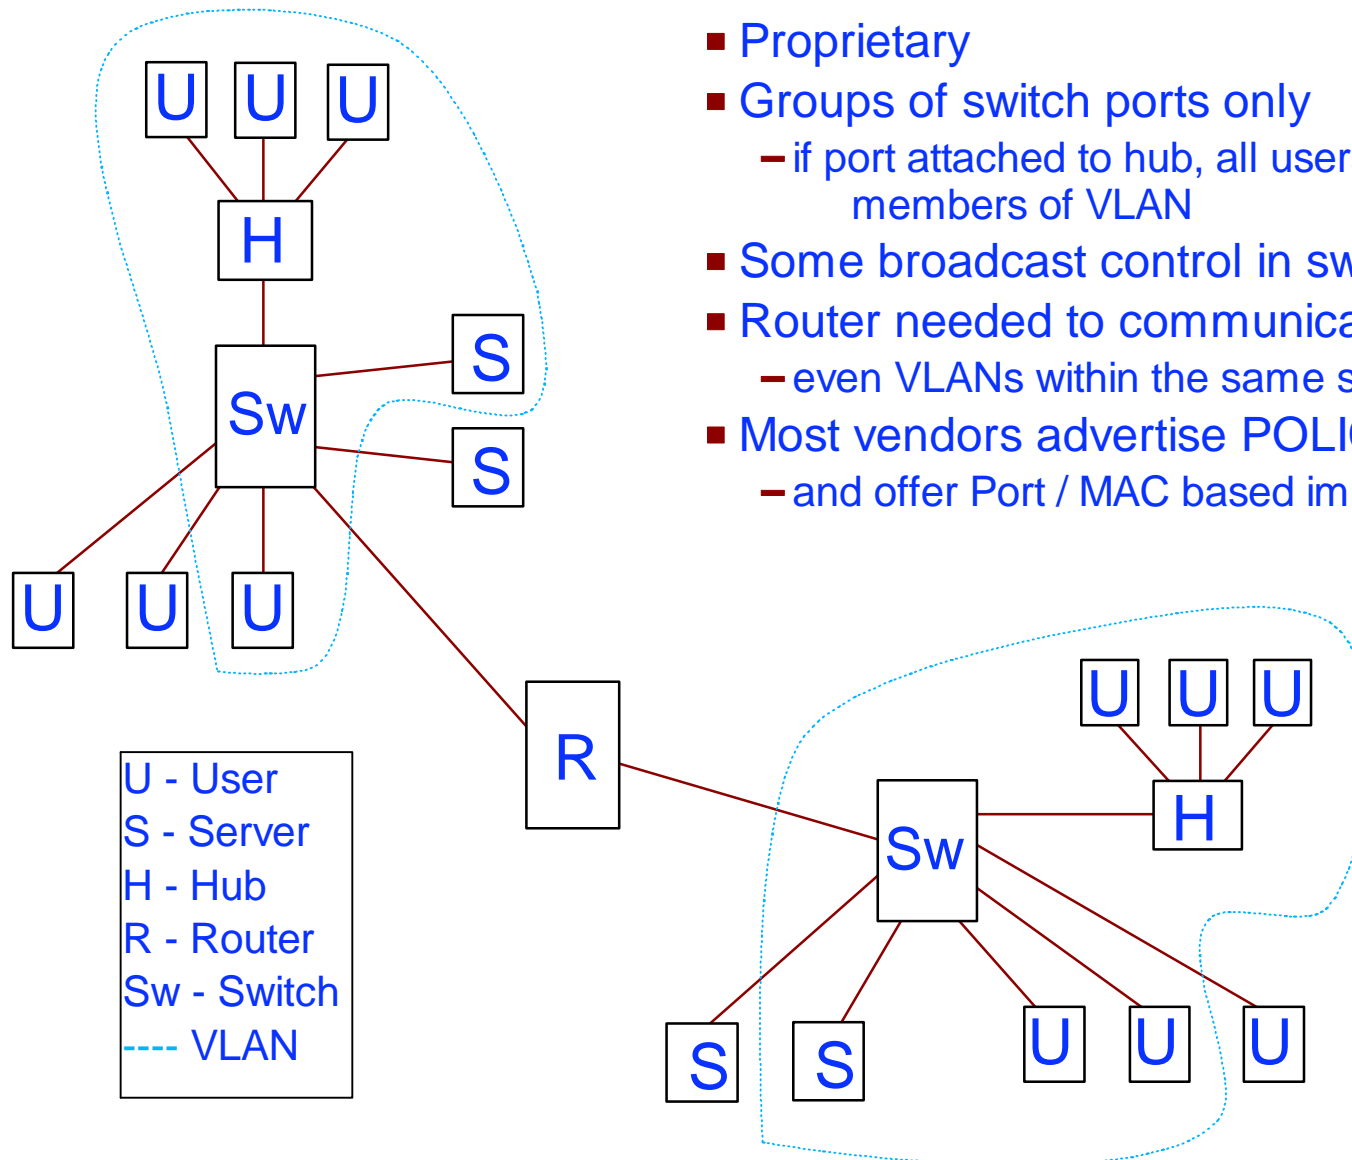 Proprietary
Groups of switch ports only
– if port attached to hub, all user
members of VLAN
Some broadcast control in sw
Router needed to communica
– even VLANs within the same s
Most vendors advertise POLI
– and offer Port / MAC based im
U U U
H
S
Sw
S
U U U
R
U U U
H
Sw
S S U U U
U - User
S - Server
H - Hub
R - Router
Sw - Switch
---- VLAN